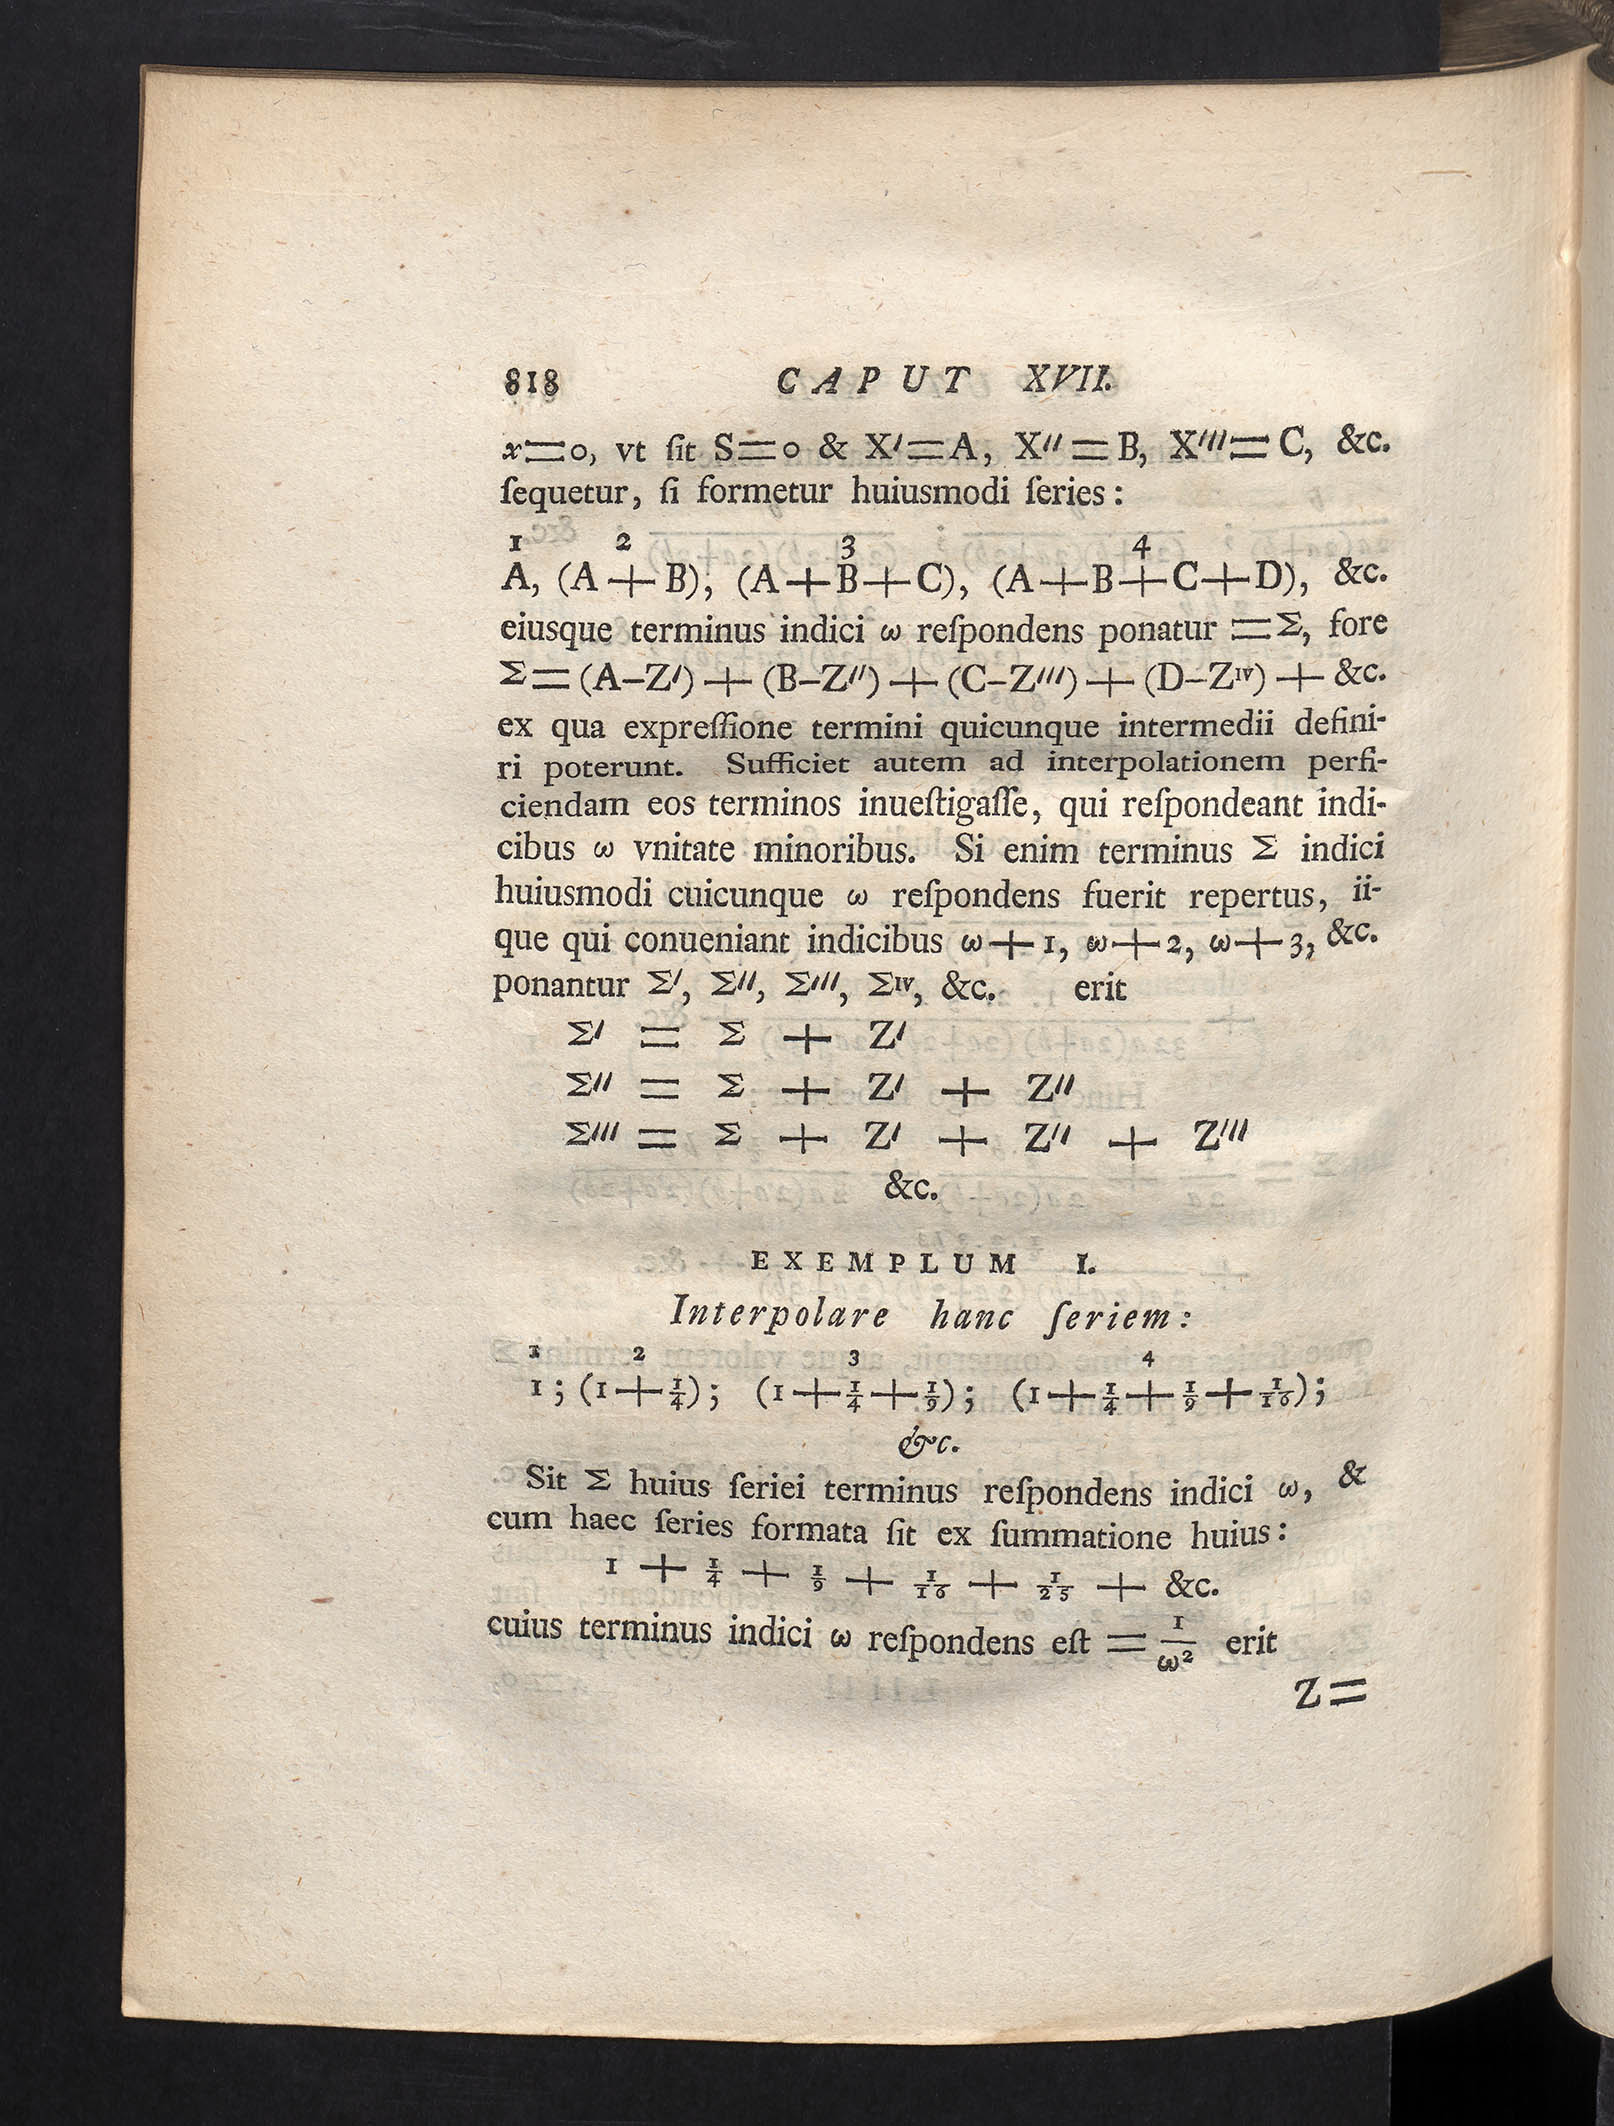 818 CAPUT XVII.
x=0, vt ſit S=0 & X′=A, X″=B, X‴=C, &c.
ſequetur, ſi formetur huiusmodi ſeries:
1 2 3 4
A, (A+B), (A+B+C), (A+B+C+D), &c.
eiusque terminus indici ω reſpondens ponatur =Σ, fore
Σ=(A–Z′)+(B–Z″)+(C–Z‴)+(D–Zᴵⱽ)+&c.
ex qua expreſſione termini quicunque intermedii defini-
ri poterunt. Sufficiet autem ad interpolationem perfi-
ciendam eos terminos inueſtigaſſe, qui reſpondeant indi-
cibus ω vnitate minoribus. Si enim terminus Σ indici
huiusmodi cuicunque ω reſpondens fuerit repertus, ii-
que qui conueniant indicibus ω+1, ω+2, ω+3, &c.
ponantur Σ′, Σ″, Σ‴, Σᴵⱽ, &c. erit
Σ′ = Σ + Z′
Σ″ = Σ + Z′ + Z″
Σ‴ = Σ + Z′ + Z″ + Z‴
&c.
EXEMPLUM I.
Interpolare hanc ſeriem:
1 2 3 4
1; (1+1/4); (1+1/4+1/9); (1+1/4+1/9+1/16);
&c.
Sit Σ huius ſeriei terminus reſpondens indici ω, &
cum haec ſeries formata ſit ex ſummatione huius:
1 + 1/4 + 1/9 + 1/16 + 1/25 + &c.
cuius terminus indici ω reſpondens eſt = 1/ω² erit
Z=